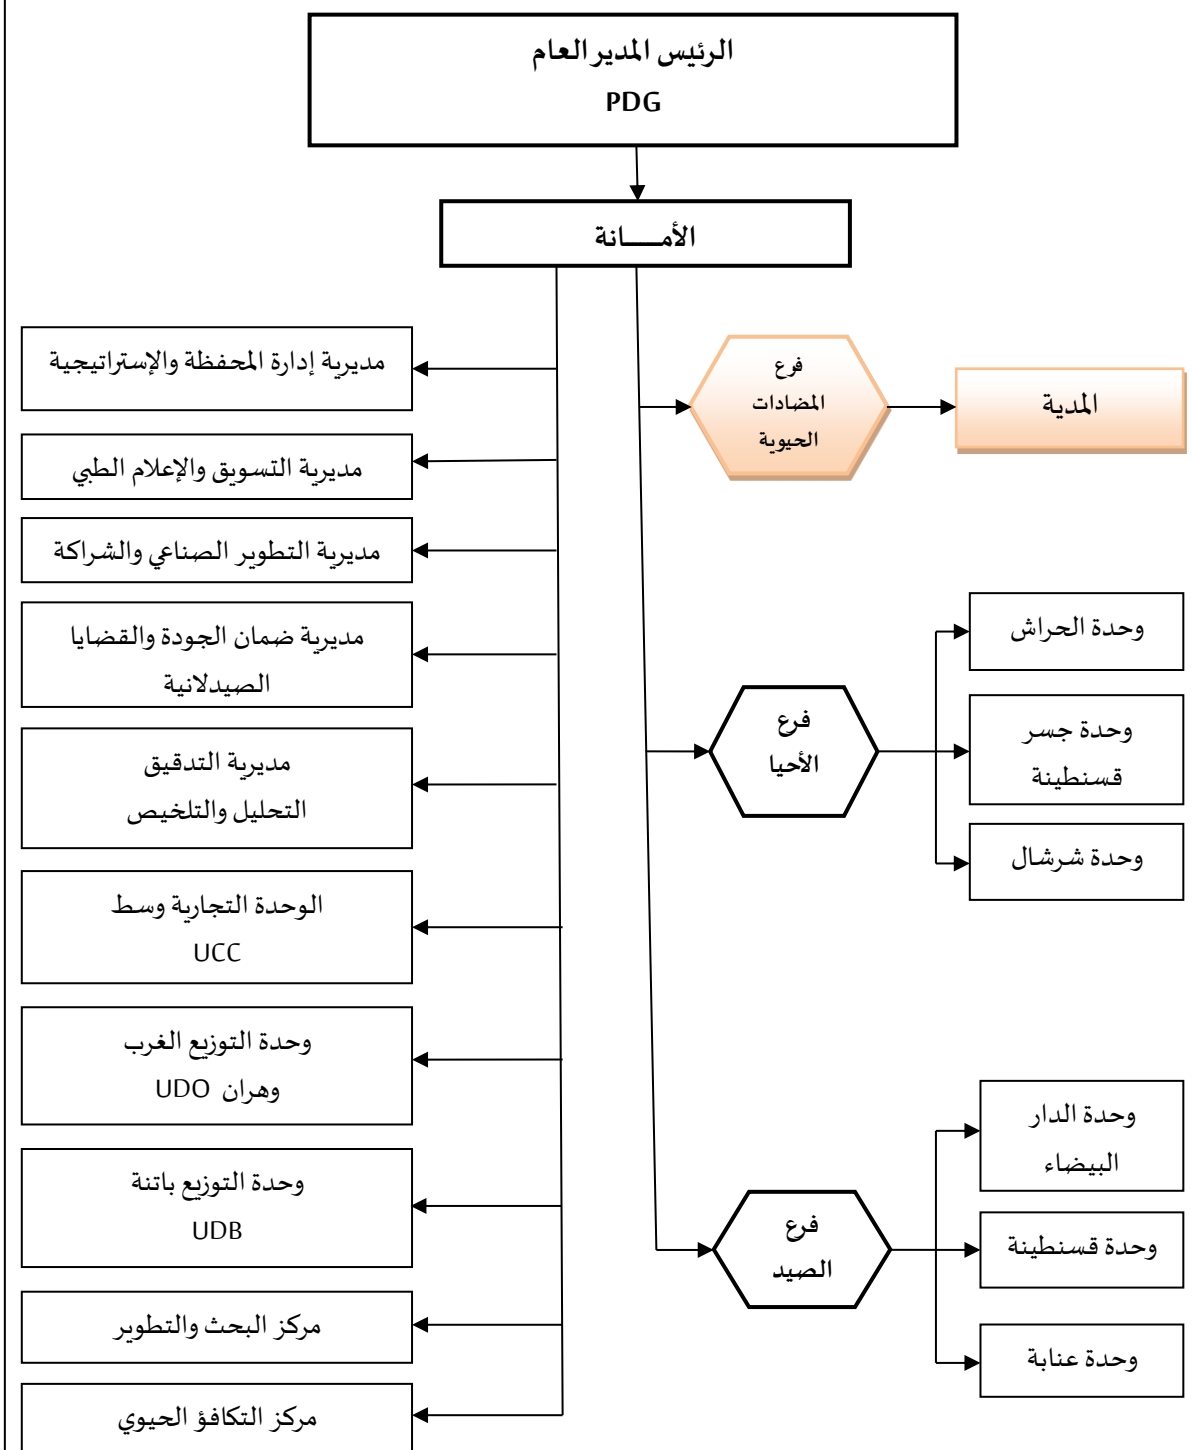 الرئيس المدير العام
PDG
الأمـــــانة
فرع
المضادات
الحيوية
المدية
وحدة الحراش
فرع
الأحيا
وحدة جسر
قسنطينة
وحدة شرشال
وحدة الدار
البيضاء
فرع
الصيد
وحدة قسنطينة
وحدة عنابة
مديرية إدارة المحفظة والإستراتيجية
مديرية التسويق والإعلام الطبي
مديرية التطوير الصناعي والشراكة
مديرية ضمان الجودة والقضايا
الصيدلانية
مديرية التدقيق
التحليل والتلخيص
الوحدة التجارية وسط
UCC
وحدة التوزيع الغرب
وهران UDO
وحدة التوزيع باتنة
UDB
مركز البحث والتطوير
مركز التكافؤ الحيوي